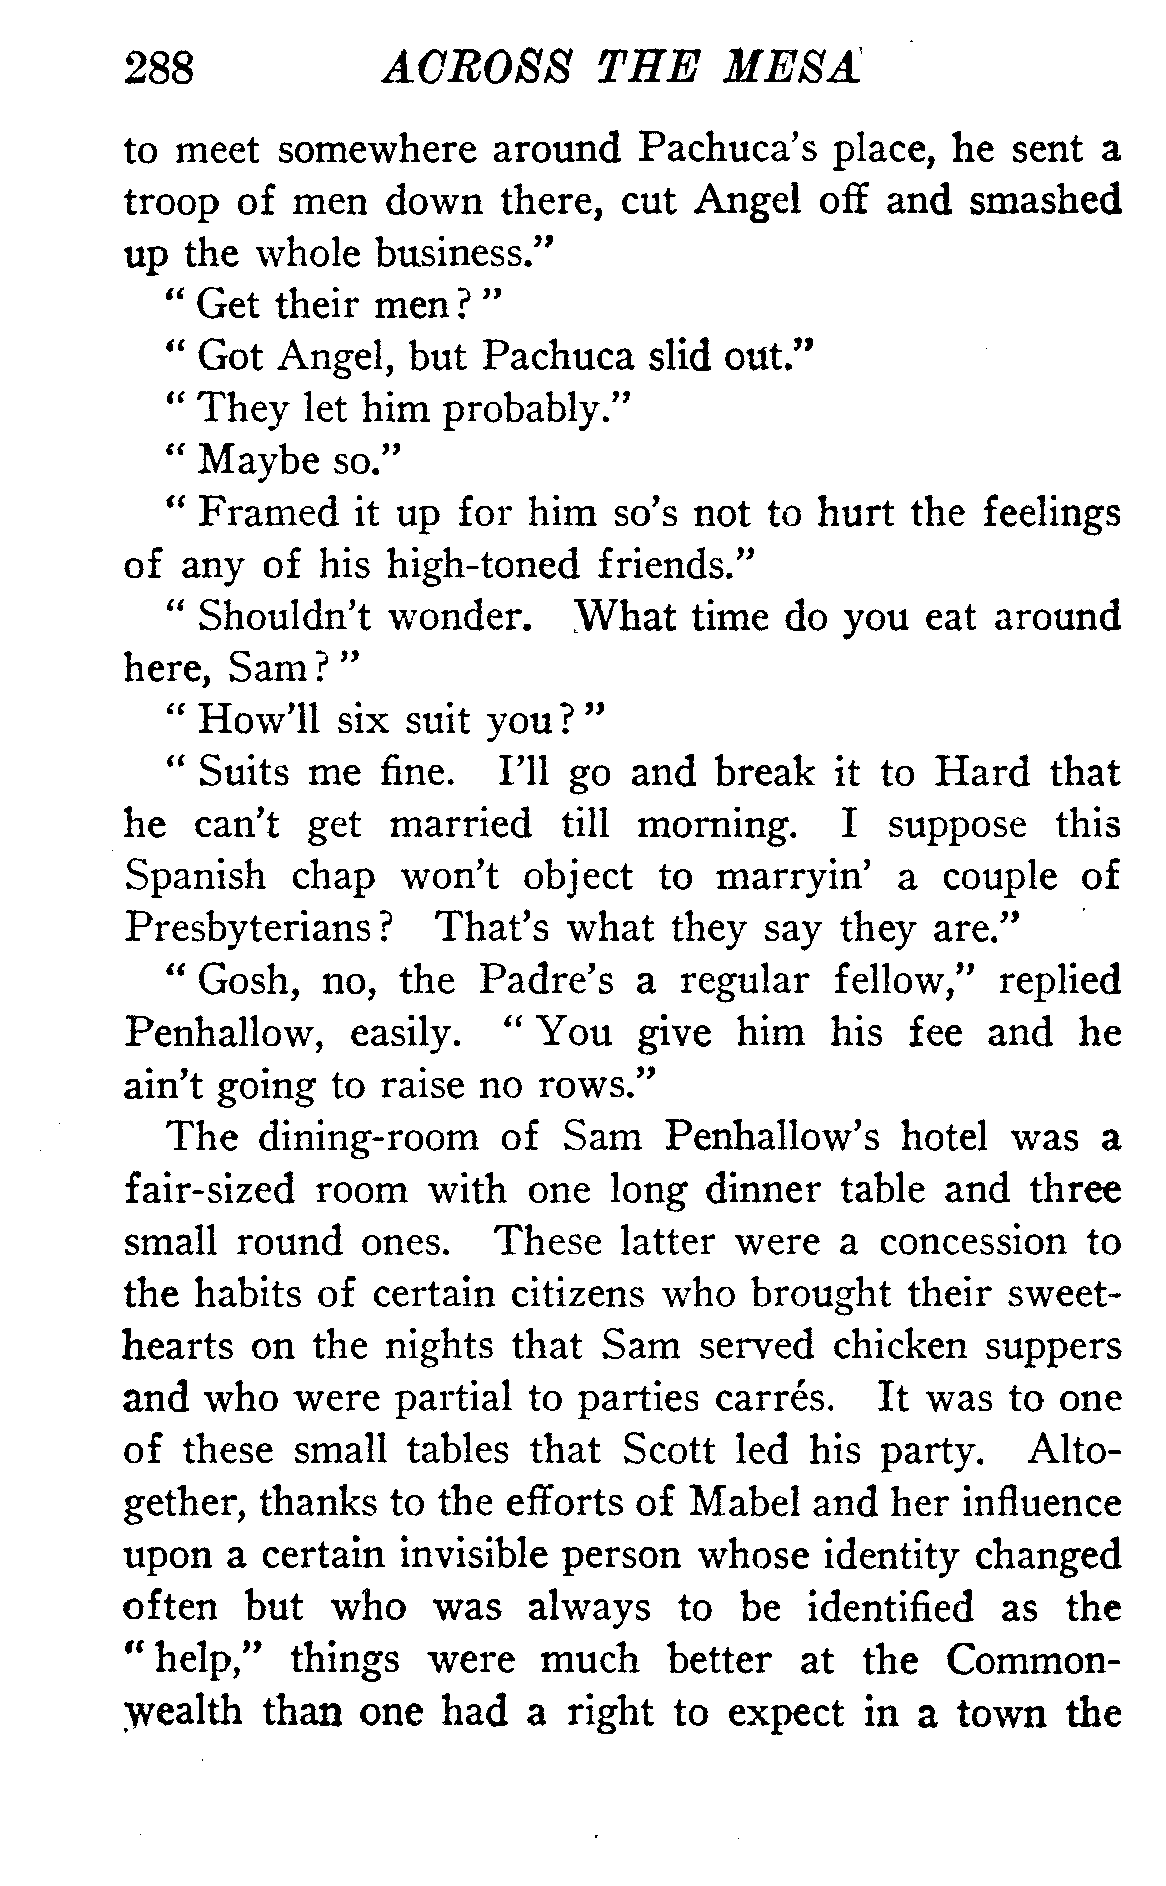 288 ACROSS THE MESA
to meet somewhere around Pachuca's place, he sent a
troop of men down there, cut Angel off and smashed
up the whole business."
" Get their men? "
" Got Angel, but Pachuca slid out."
" They let him probably."
" Maybe so."
" Framed it up for him so's not to hurt the feelings
of any of his high-toned friends."
" Shouldn't wonder. What time do you eat around
here, Sam? "
" How'll six suit you? "
" Suits me fine. I'll go and break it to Hard that
he can't get married till morning. I suppose this
Spanish chap won't object to marryin' a couple of
Presbyterians? That's what they say they are."
" Gosh, no, the Padre's a regular fellow," replied
Penhallow, easily. " You give him his fee and he
ain't going to raise no rows."
The dining-room of Sam Penhallow's hotel was a
fair-sized room with one long dinner table and three
small round ones. These latter were a concession to
the habits of certain citizens who brought their sweet-
hearts on the nights that Sam served chicken suppers
and who were partial to parties carrés. It was to one
of these small tables that Scott led his party. Alto-
gether, thanks to the efforts of Mabel and her influence
upon a certain invisible person whose identity changed
often but who was always to be identified as the
" help," things were much better at the Common-
wealth than one had a right to expect in a town the